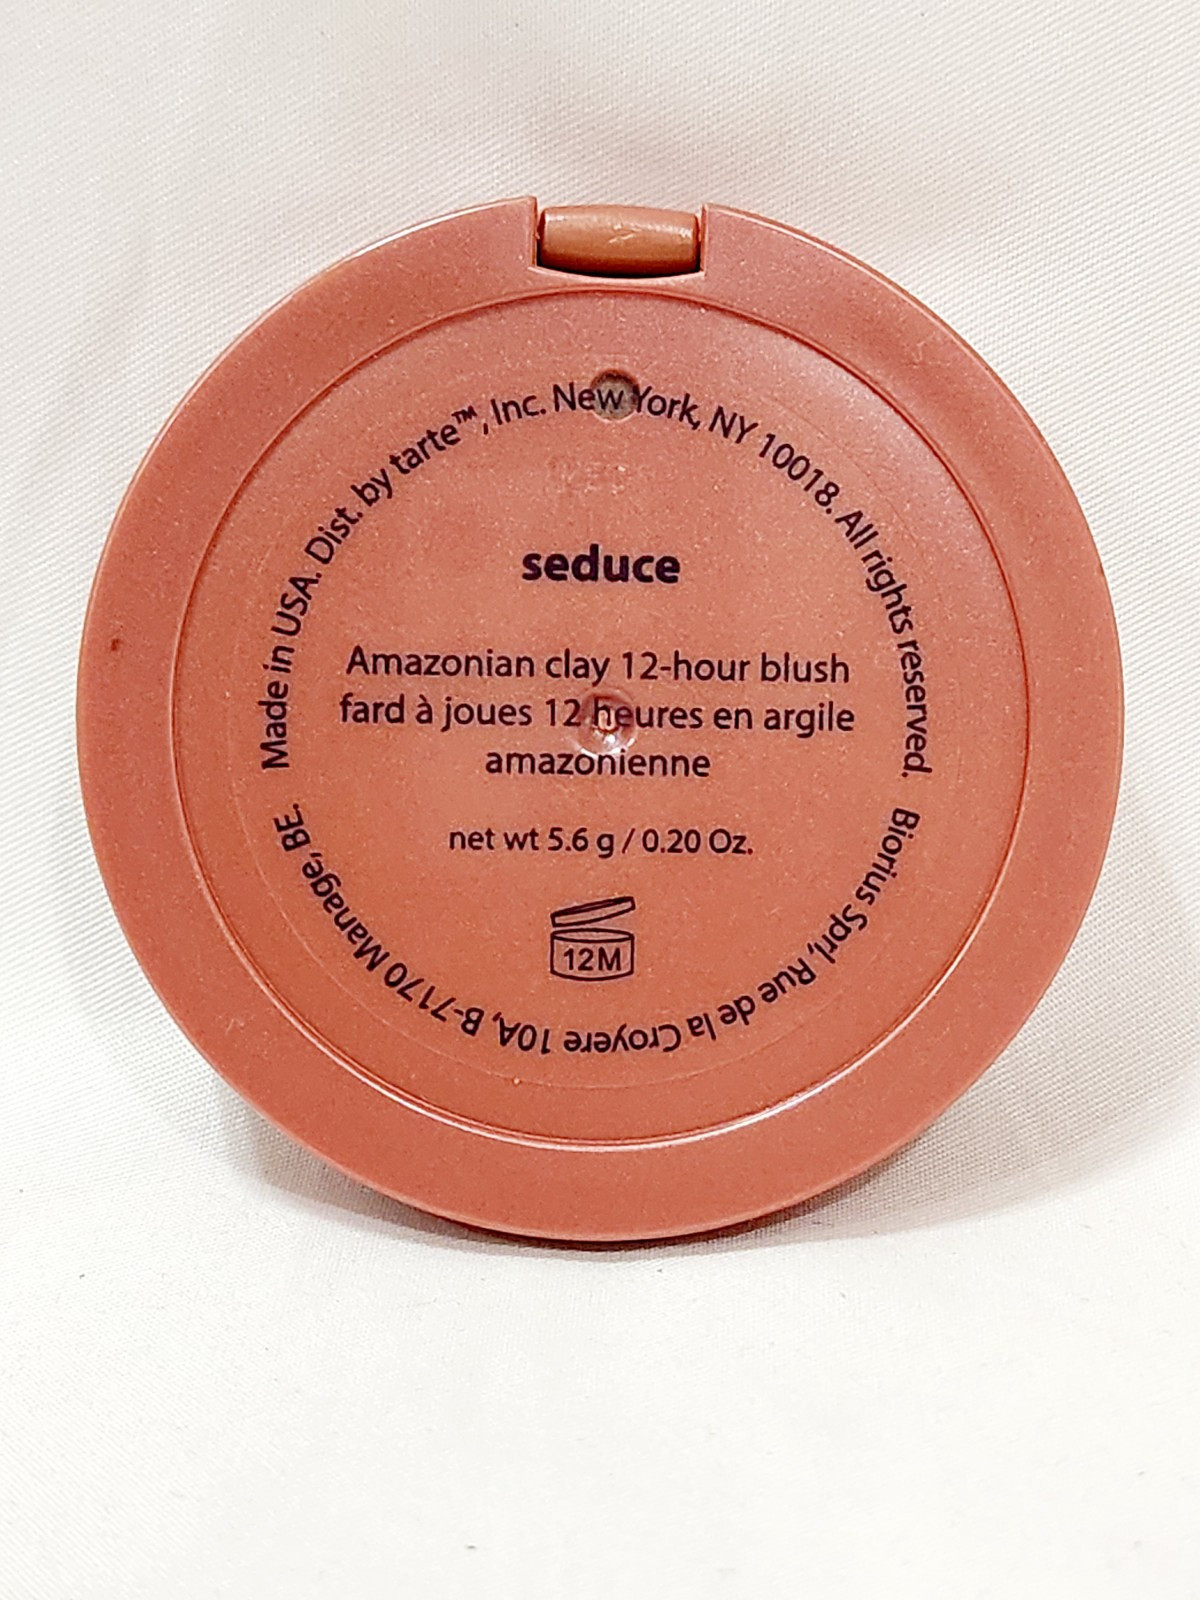 Made in USA. Dist. by tarte™, Inc. New York, NY 10018. All rights reserved.
seduce
Amazonian clay 12-hour blush
fard à joues 12 heures en argile
amazonienne
net wt 5.6 g / 0.20 Oz.
12M
Biorius Sprl, Rue de la Croyere 10A, B-7170 Manage, BE.